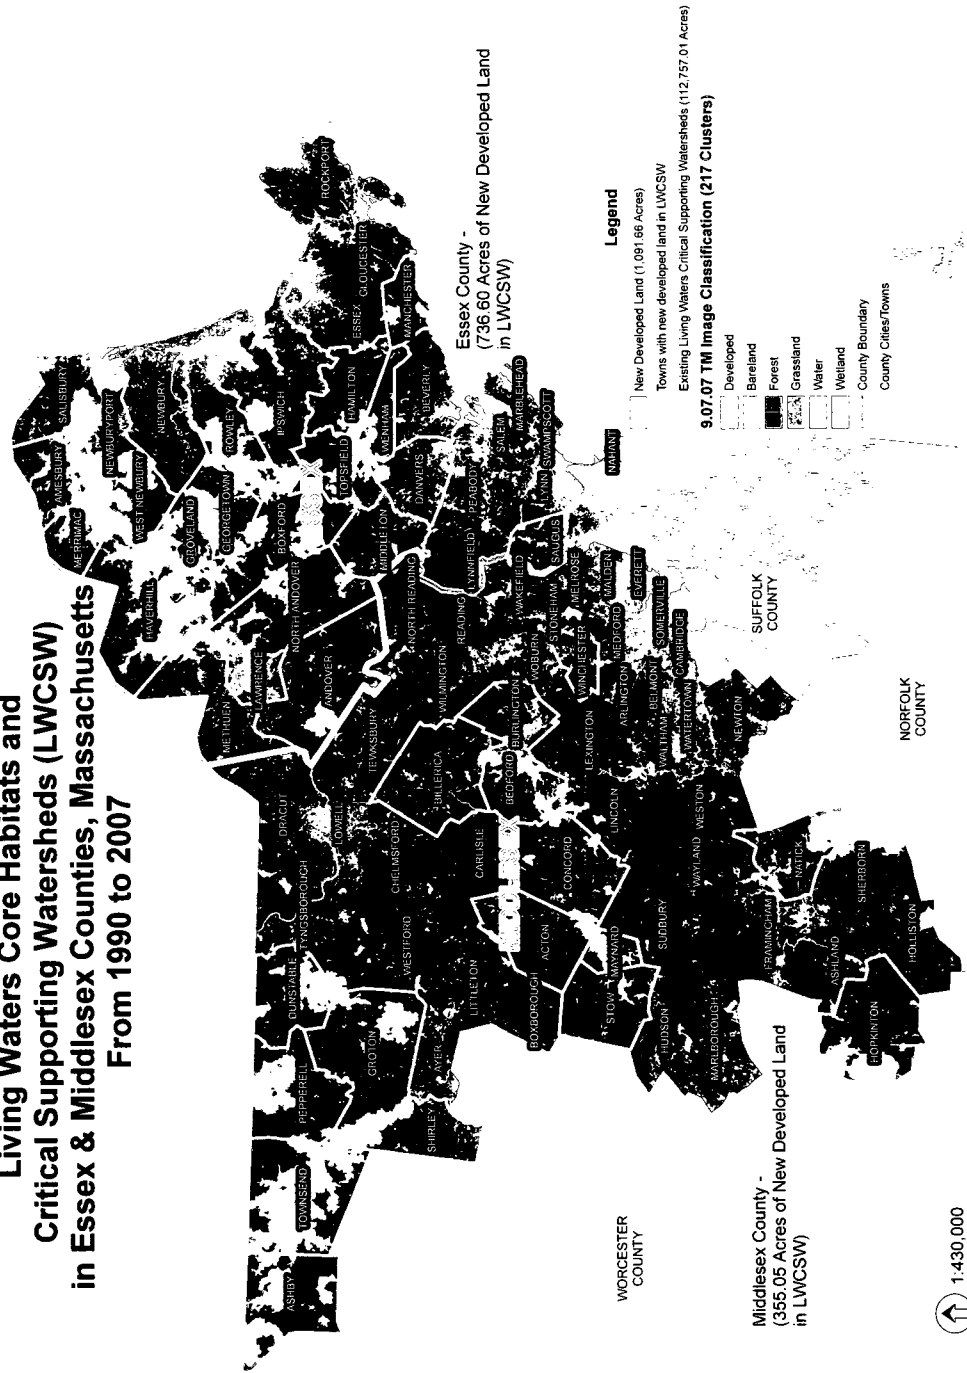 Living Waters Core Habitats and
Critical Supporting Watersheds (LWCSW)
in Essex & Middlesex Counties, Massachusetts
From 1990 to 2007
SALISBURY
AMESBURY
MERRIMAC
NEWBURYPORT
NEWBURY
WEST NEWBURY
HAVERHILL
GROVELAND
ROWLEY
GEORGETOWN
IPSWICH
METHUEN
LAWRENCE
NORTH ANDOVER
BOXFORD
TOPSFIELD
HAMILTON
ESSEX
GLOUCESTER
ROCKPORT
ANDOVER
MIDDLETON
WENHAM
MANCHESTER
BEVERLY
DANVERS
ASHBY
TOWNSEND
PEPPERELL
DUNSTABLE
TYNGSBOROUGH
DRACUT
LOWELL
TEWKSBURY
WILMINGTON
NORTH READING
READING
LYNNFIELD
PEABODY
SALEM
MARBLEHEAD
SWAMPSCOTT
LYNN
NAHANT
GROTON
WESTFORD
CHELMSFORD
BILLERICA
SHIRLEY
AYER
LITTLETON
CARLISLE
BEDFORD
BURLINGTON
WOBURN
WAKEFIELD
STONEHAM
SAUGUS
MELROSE
MALDEN
MIDDLESEX
BOXBOROUGH
ACTON
CONCORD
LEXINGTON
WINCHESTER
ARLINGTON
MEDFORD
EVERETT
SOMERVILLE
CAMBRIDGE
BELMONT
WATERTOWN
WALTHAM
LINCOLN
STOW
MAYNARD
HUDSON
SUDBURY
WAYLAND
WESTON
NEWTON
MARLBOROUGH
FRAMINGHAM
NATICK
ASHLAND
SHERBORN
HOPKINTON
HOLLISTON
Essex County -
(736.60 Acres of New Developed Land
in LWCSW)
WORCESTER
COUNTY
Middlesex County -
(355.05 Acres of New Developed Land
in LWCSW)
NORFOLK
COUNTY
SUFFOLK
COUNTY
Legend
New Developed Land (1,091.66 Acres)
Towns with new developed land in LWCSW
Existing Living Waters Critical Supporting Watersheds (112,757.01 Acres)
9.07.07 TM Image Classification (217 Clusters)
Developed
Bareland
Forest
Grassland
Water
Wetland
County Boundary
County Cities/Towns
1:430,000